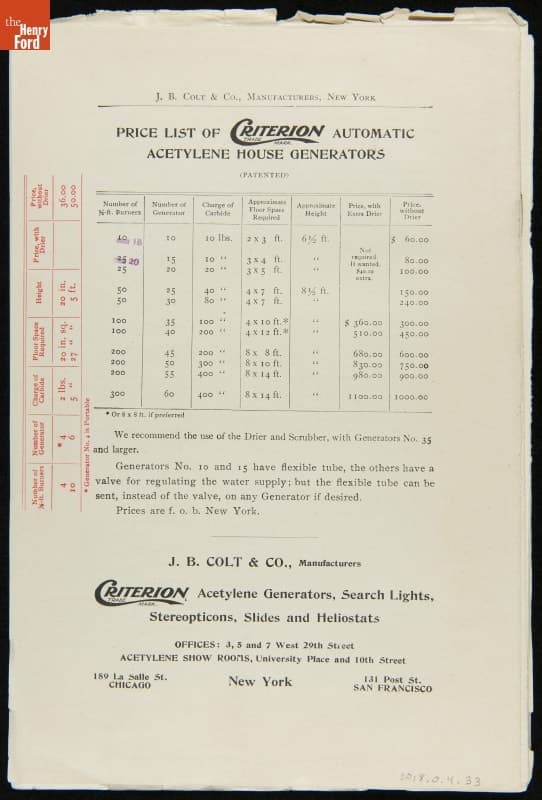 the
Henry
Ford
J. B. Colt & Co., Manufacturers, New York
PRICE LIST OF CRITERION AUTOMATIC
TRADE MARK
ACETYLENE HOUSE GENERATORS
(PATENTED)
Number of ½-ft. Burners | Number of Generator | Charge of Carbide | Approximate Floor Space Required | Approximate Height | Price, with Extra Drier | Price, without Drier
10 18 | 10 | 10 lbs. | 2 x 3 ft. | 6½ ft. | Not required. If wanted, $20.00 extra. | $ 60.00
25 20 | 15 | 10 " | 3 x 4 ft. | " | 80.00
25 | 20 | 20 " | 3 x 5 ft. | " | 100.00
50 | 25 | 40 " | 4 x 7 ft. | 8½ ft. | 150.00
50 | 30 | 80 " | 4 x 7 ft. | " | 240.00
100 | 35 | 100 " | 4 x 10 ft.* | " | $ 360.00 | 300.00
100 | 40 | 200 " | 4 x 12 ft.* | " | 510.00 | 450.00
200 | 45 | 200 " | 8 x 8 ft. | " | 680.00 | 600.00
200 | 50 | 300 " | 8 x 10 ft. | " | 830.00 | 750.00
200 | 55 | 400 " | 8 x 14 ft. | " | 980.00 | 900.00
300 | 60 | 400 " | 8 x 14 ft. | " | 1100.00 | 1000.00
* Or 8 x 8 ft. if preferred
We recommend the use of the Drier and Scrubber, with Generators No. 35
and larger.
Generators No. 10 and 15 have flexible tube, the others have a
valve for regulating the water supply; but the flexible tube can be
sent, instead of the valve, on any Generator if desired.
Prices are f. o. b. New York.
J. B. COLT & CO., Manufacturers
CRITERION Acetylene Generators, Search Lights,
TRADE MARK
Stereopticons, Slides and Heliostats
OFFICES: 3, 5 and 7 West 29th Street
ACETYLENE SHOW ROOMS, University Place and 10th Street
189 La Salle St. CHICAGO
New York
131 Post St. SAN FRANCISCO
Number of ½-ft. Burners | Number of Generator | Charge of Carbide | Floor Space Required | Height | Price, with Drier | Price, without Drier
4 | * 4 | 2 lbs. | 20 in. sq. | 20 in. | 36.00
10 | 6 | 5 " | 27 " " | 5 ft. | 50.00
* Generator No. 4 is Portable